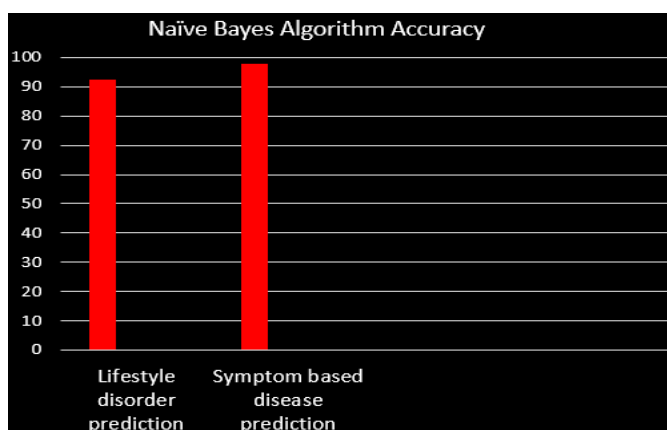 Naïve Bayes Algorithm Accuracy
100
90
80
70
60
50
40
30
20
10
0
Lifestyle
disorder
prediction
Symptom based
disease
prediction